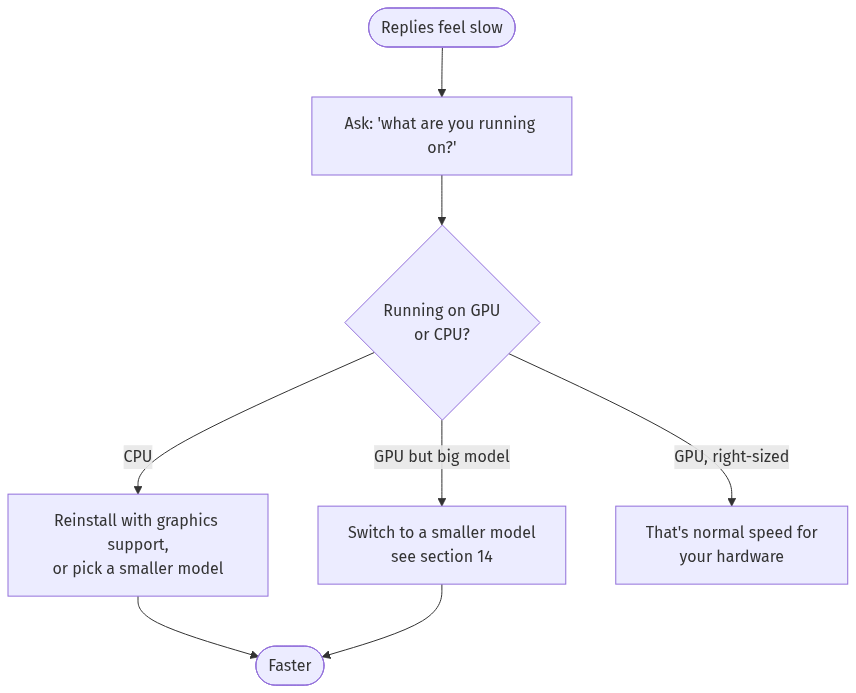 Replies feel slow
Ask: 'what are you running
on?'
Running on GPU
or CPU?
CPU
GPU but big model
GPU, right-sized
Reinstall with graphics
support,
or pick a smaller model
Switch to a smaller model
see section 14
That's normal speed for
your hardware
Faster